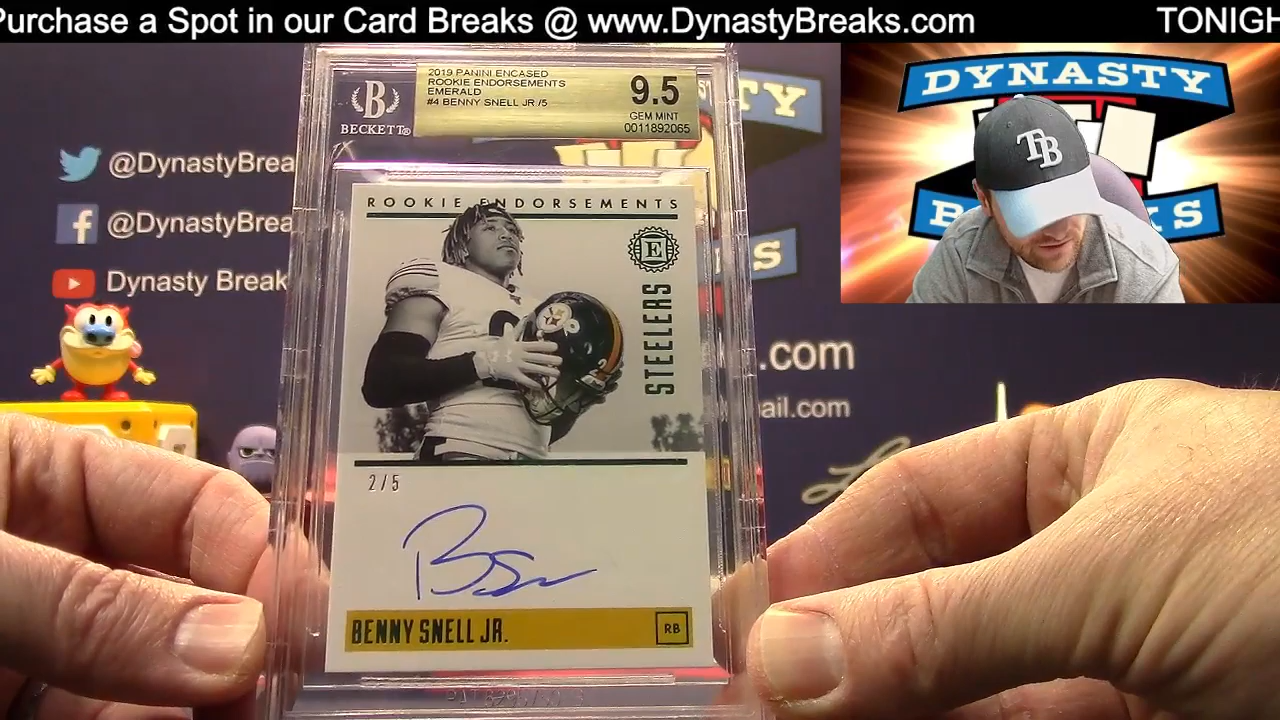 Purchase a Spot in our Card Breaks @ www.DynastyBreaks.com
TONIGH
2019 PANINI ENCASED
ROOKIE ENDORSEMENTS
EMERALD
#4 BENNY SNELL JR /5
9.5
GEM MINT
0011892065
B
BECKETT®
DYNASTY
TB
@DynastyBrea
@DynastyBrea
Dynasty Break
ROOKIE ENDORSEMENTS
E
STEELERS
2/5
BENNY SNELL JR.
RB
TY
S
.com
mail.com